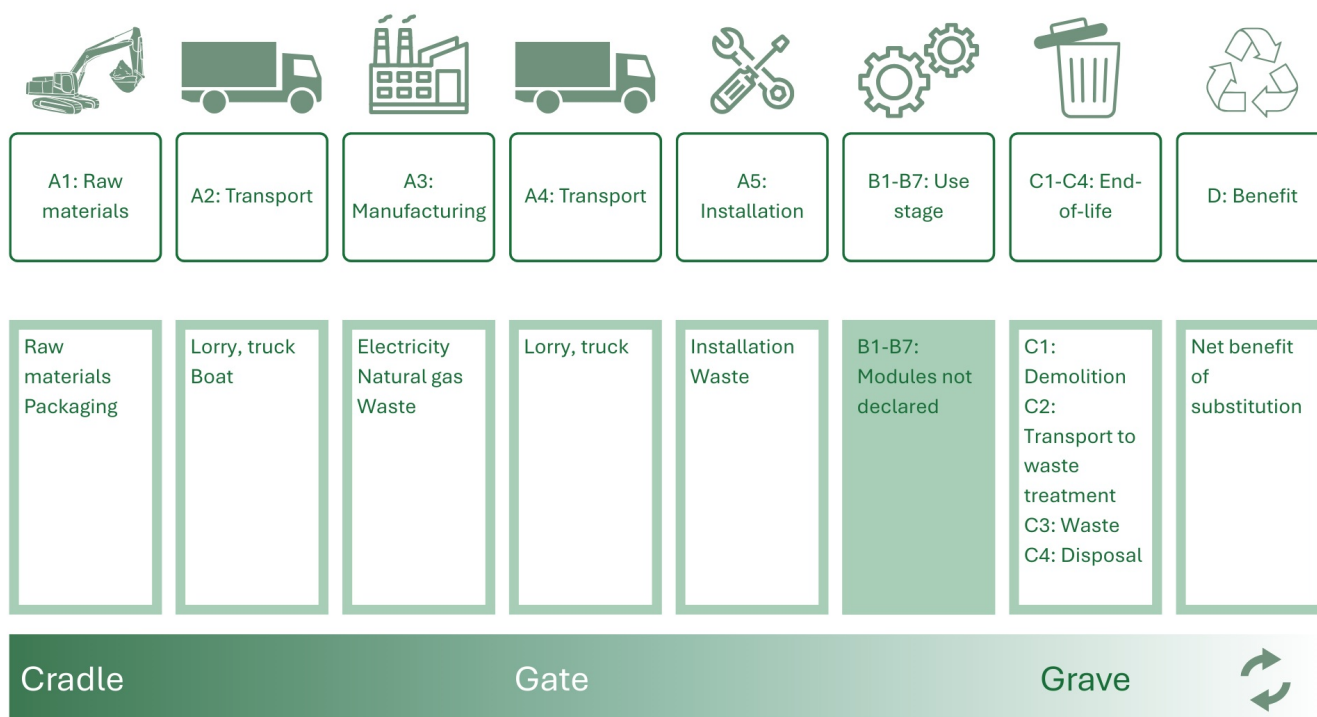 A1: Raw
materials
A2: Transport
A3:
Manufacturing
A4: Transport
A5:
Installation
B1-B7: Use
stage
C1-C4: End-
of-life
D: Benefit
Raw
materials
Packaging
Lorry, truck
Boat
Electricity
Natural gas
Waste
Lorry, truck
Installation
Waste
B1-B7:
Modules not
declared
C1:
Demolition
C2:
Transport to
waste
treatment
C3: Waste
C4: Disposal
Net benefit
of
substitution
Cradle
Gate
Grave